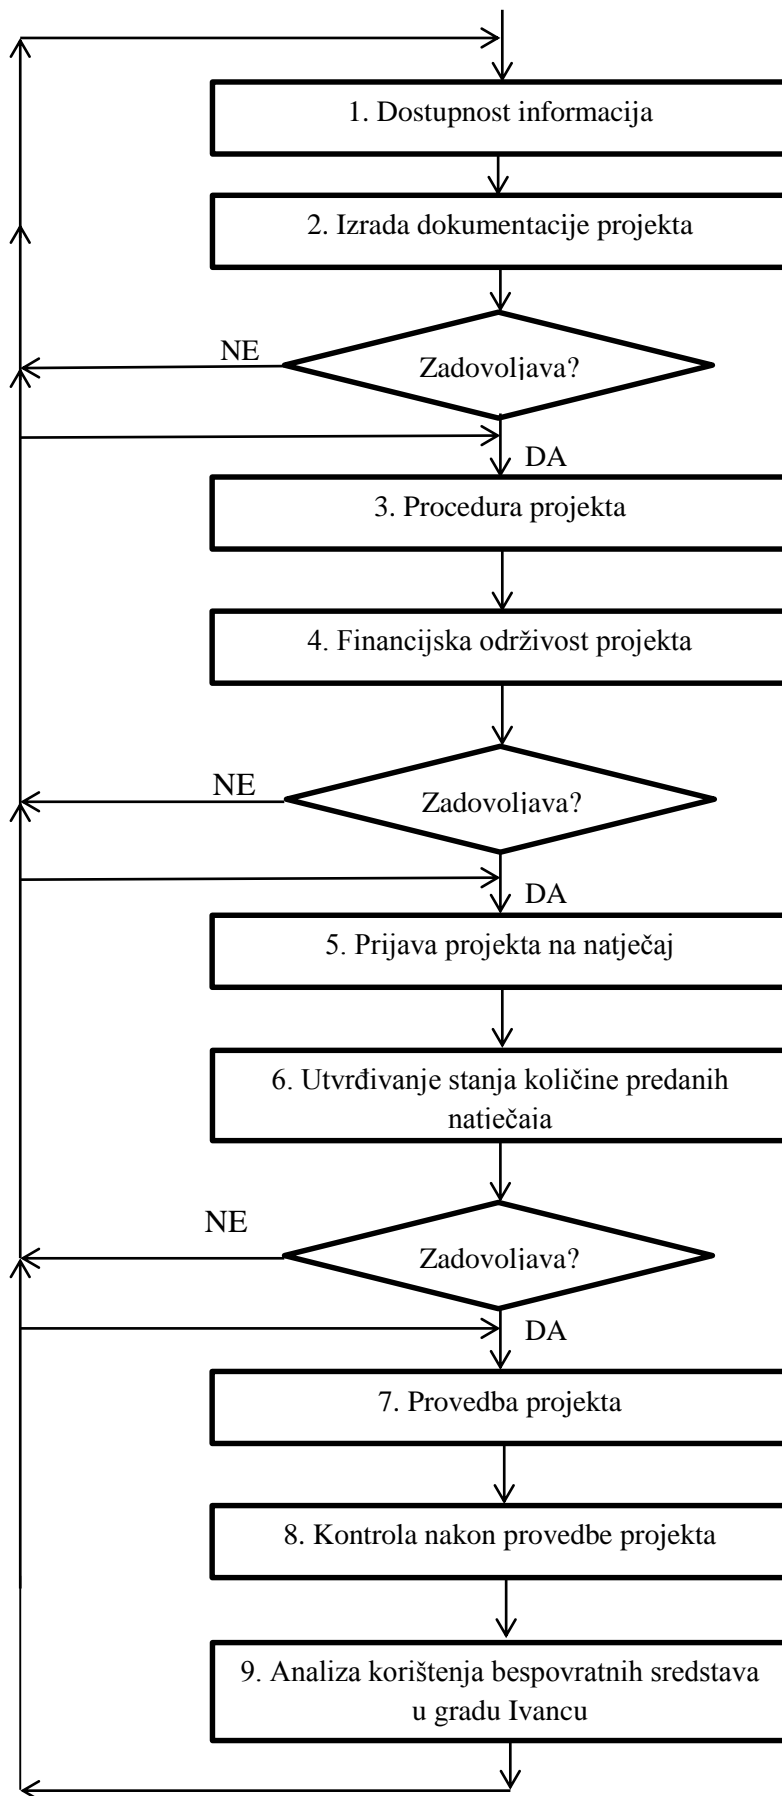 1. Dostupnost informacija
2. Izrada dokumentacije projekta
NE
Zadovoljava?
DA
3. Procedura projekta
4. Financijska održivost projekta
NE
Zadovoljava?
DA
5. Prijava projekta na natječaj
6. Utvrđivanje stanja količine predanih
natječaja
NE
Zadovoljava?
DA
7. Provedba projekta
8. Kontrola nakon provedbe projekta
9. Analiza korištenja bespovratnih sredstava
u gradu Ivancu